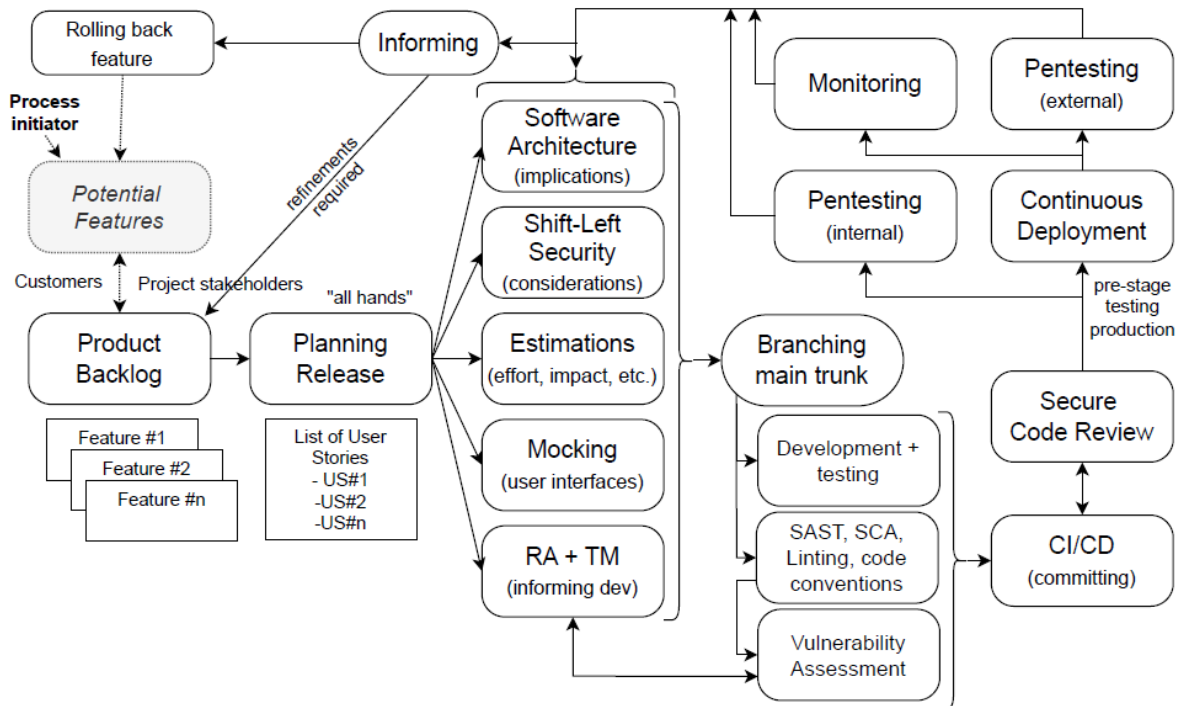 Rolling back
feature
Informing
Process
initiator
Potential
Features
Customers
Project stakeholders
refinements
required
Product
Backlog
Feature #1
Feature #2
Feature #n
"all hands"
Planning
Release
List of User
Stories
- US#1
-US#2
-US#n
Software
Architecture
(implications)
Shift-Left
Security
(considerations)
Estimations
(effort, impact, etc.)
Mocking
(user interfaces)
RA + TM
(informing dev)
Branching
main trunk
Development +
testing
SAST, SCA,
Linting, code
conventions
Vulnerability
Assessment
Monitoring
Pentesting
(external)
Pentesting
(internal)
Continuous
Deployment
pre-stage
testing
production
Secure
Code Review
CI/CD
(committing)